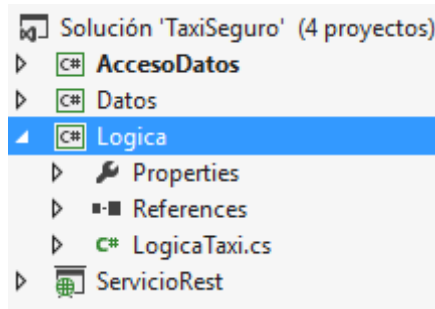 Solución 'TaxiSeguro' (4 proyectos)
C# AccesoDatos
C# Datos
C# Logica
Properties
References
C# LogicaTaxi.cs
ServicioRest